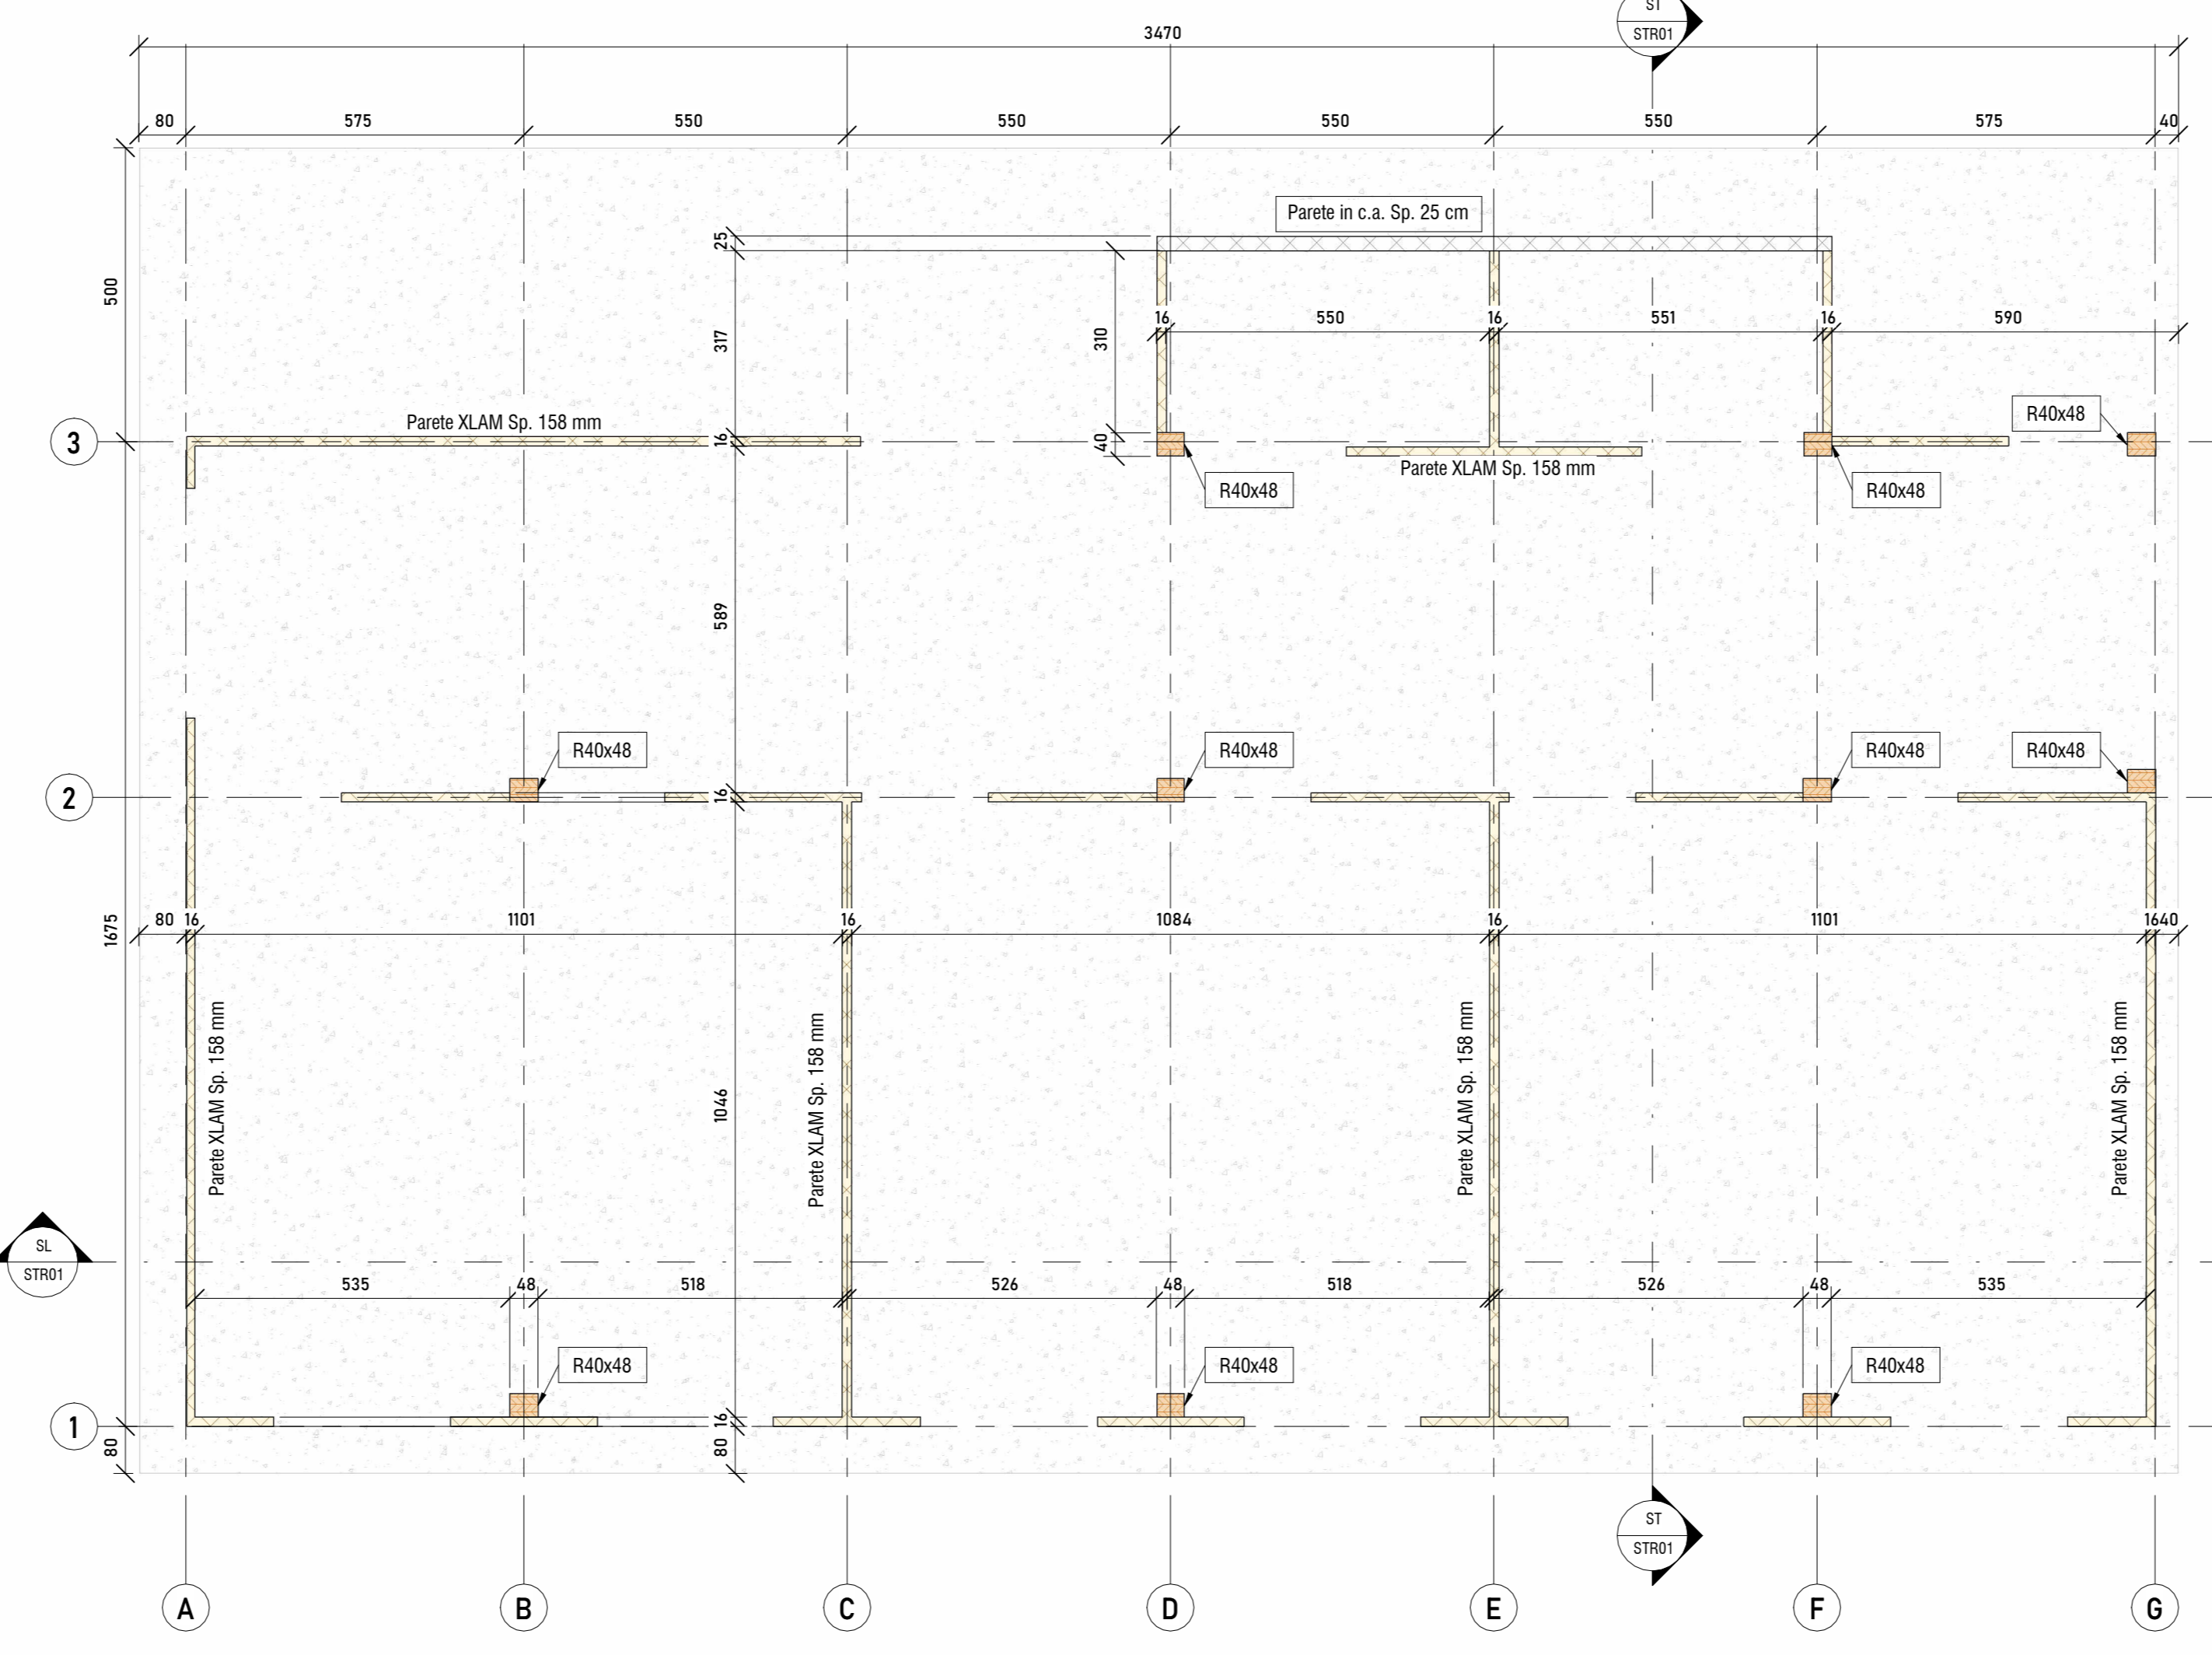 ST
STR01
3470
80 575 550 550 550 550 575 40
Parete in c.a. Sp. 25 cm
25
500
317
310
16 550 16 551 16 590
R40x48
3
Parete XLAM Sp. 158 mm
16
40
Parete XLAM Sp. 158 mm
R40x48
R40x48
589
R40x48
R40x48
R40x48
R40x48
2
16
1675
80 16 1101 16 1084 16 1101 1640
Parete XLAM Sp. 158 mm
Parete XLAM Sp. 158 mm
Parete XLAM Sp. 158 mm
Parete XLAM Sp. 158 mm
1046
SL
STR01
535 48 518 526 48 518 526 48 535
R40x48
R40x48
R40x48
1
16
80
80
ST
STR01
A B C D E F G